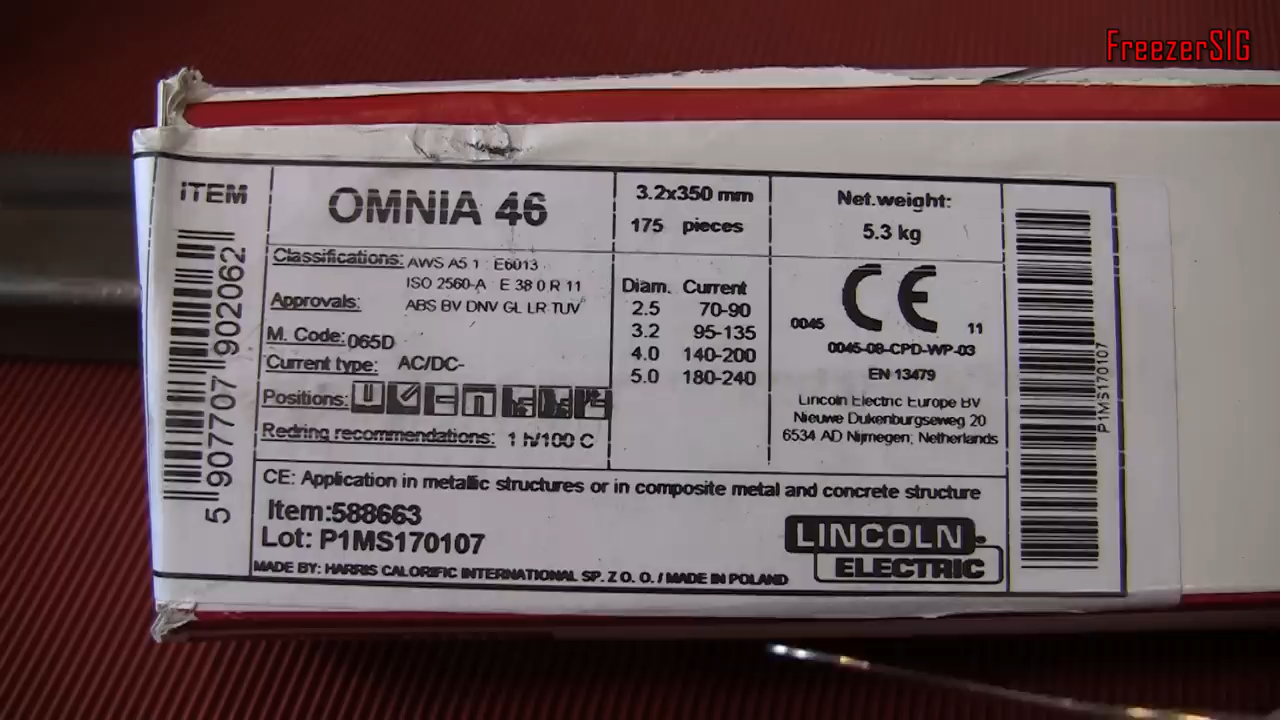 FreezerSIG
iTEM
5 907707 902062
OMNIA 46
Classifications: AWS A5 1 : E6013
ISO 2560-A : E 38 0 R 11
Approvals: ABS BV DNV GL LR TUV
M. Code: 065D
Current type: AC/DC-
Positions:
Redring recommendations: 1 h/100 C
3.2x350 mm
175 pieces
Diam. Current
2.5 70-90
3.2 95-135
4.0 140-200
5.0 180-240
Net.weight:
5.3 kg
CE
0045 11
0045-08-CPD-WP-03
EN 13479
Lincoln Electric Europe BV
Nieuwe Dukenburgseweg 20
6534 AD Nijmegen; Netherlands
P1MS170107
CE: Application in metallic structures or in composite metal and concrete structure
Item:588663
Lot: P1MS170107
LINCOLN
ELECTRIC
MADE BY: HARRIS CALORIFIC INTERNATIONAL SP. Z O. O. / MADE IN POLAND